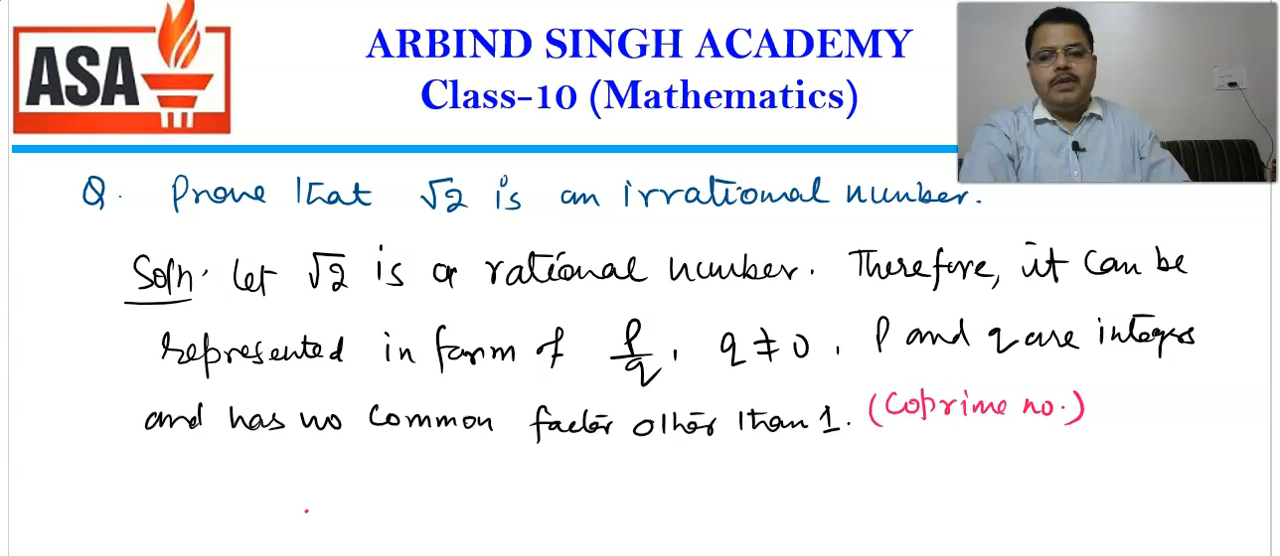 ASA
ARBIND SINGH ACADEMY
Class-10 (Mathematics)
Q. Prove that √2 is an irrational number.
Soln. Let √2 is a rational number. Therefore, it can be
represented in form of p/q, q ≠ 0, p and q are integers
and has no common factor other than 1. (Coprime no.)